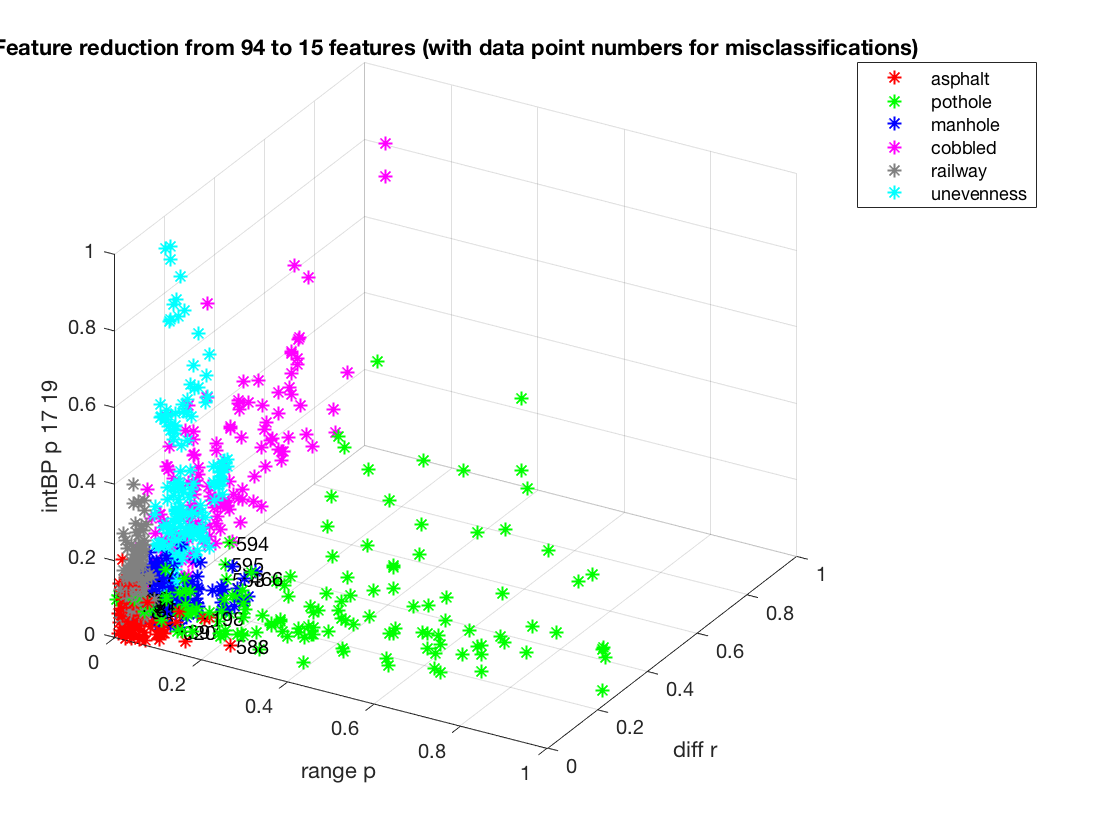 Feature reduction from 94 to 15 features (with data point numbers for misclassifications)
asphalt
pothole
manhole
cobbled
railway
unevenness
1
0.8
0.6
0.4
0.2
0
intBP p 17 19
594
595
588
198
0
0.2
0.4
0.6
0.8
1
range p
0
0.2
0.4
0.6
0.8
1
diff r